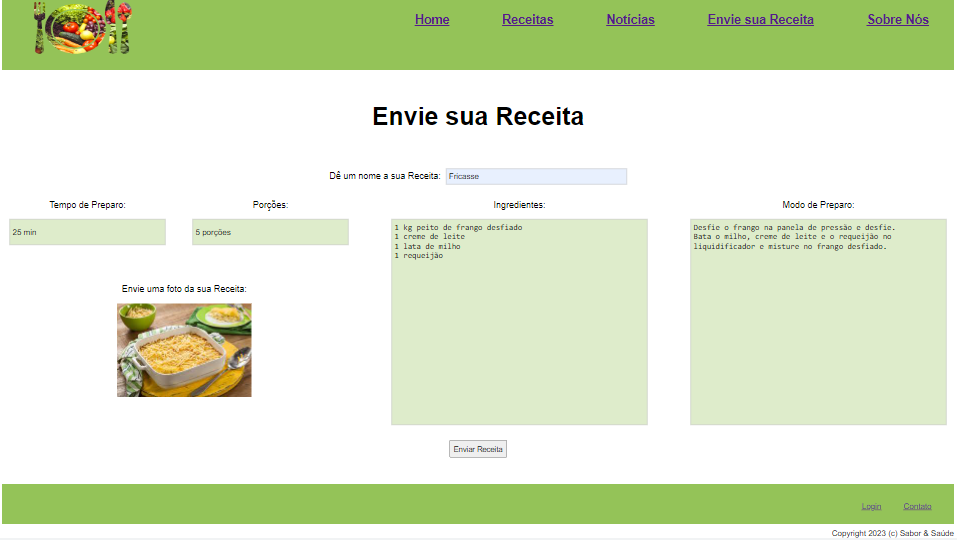 Home Receitas Notícias Envie sua Receita Sobre Nós
Envie sua Receita
Dê um nome a sua Receita: Fricasse
Tempo de Preparo: Porções: Ingredientes: Modo de Preparo:
25 min
5 porções
1 kg peito de frango desfiado
1 creme de leite
1 lata de milho
1 requeijão
Desfie o frango na panela de pressão e desfie.
Bata o milho, creme de leite e o requeijão no
liquidificador e misture no frango desfiado.
Envie uma foto da sua Receita:
Enviar Receita
Login Contato
Copyright 2023 (c) Sabor & Saúde